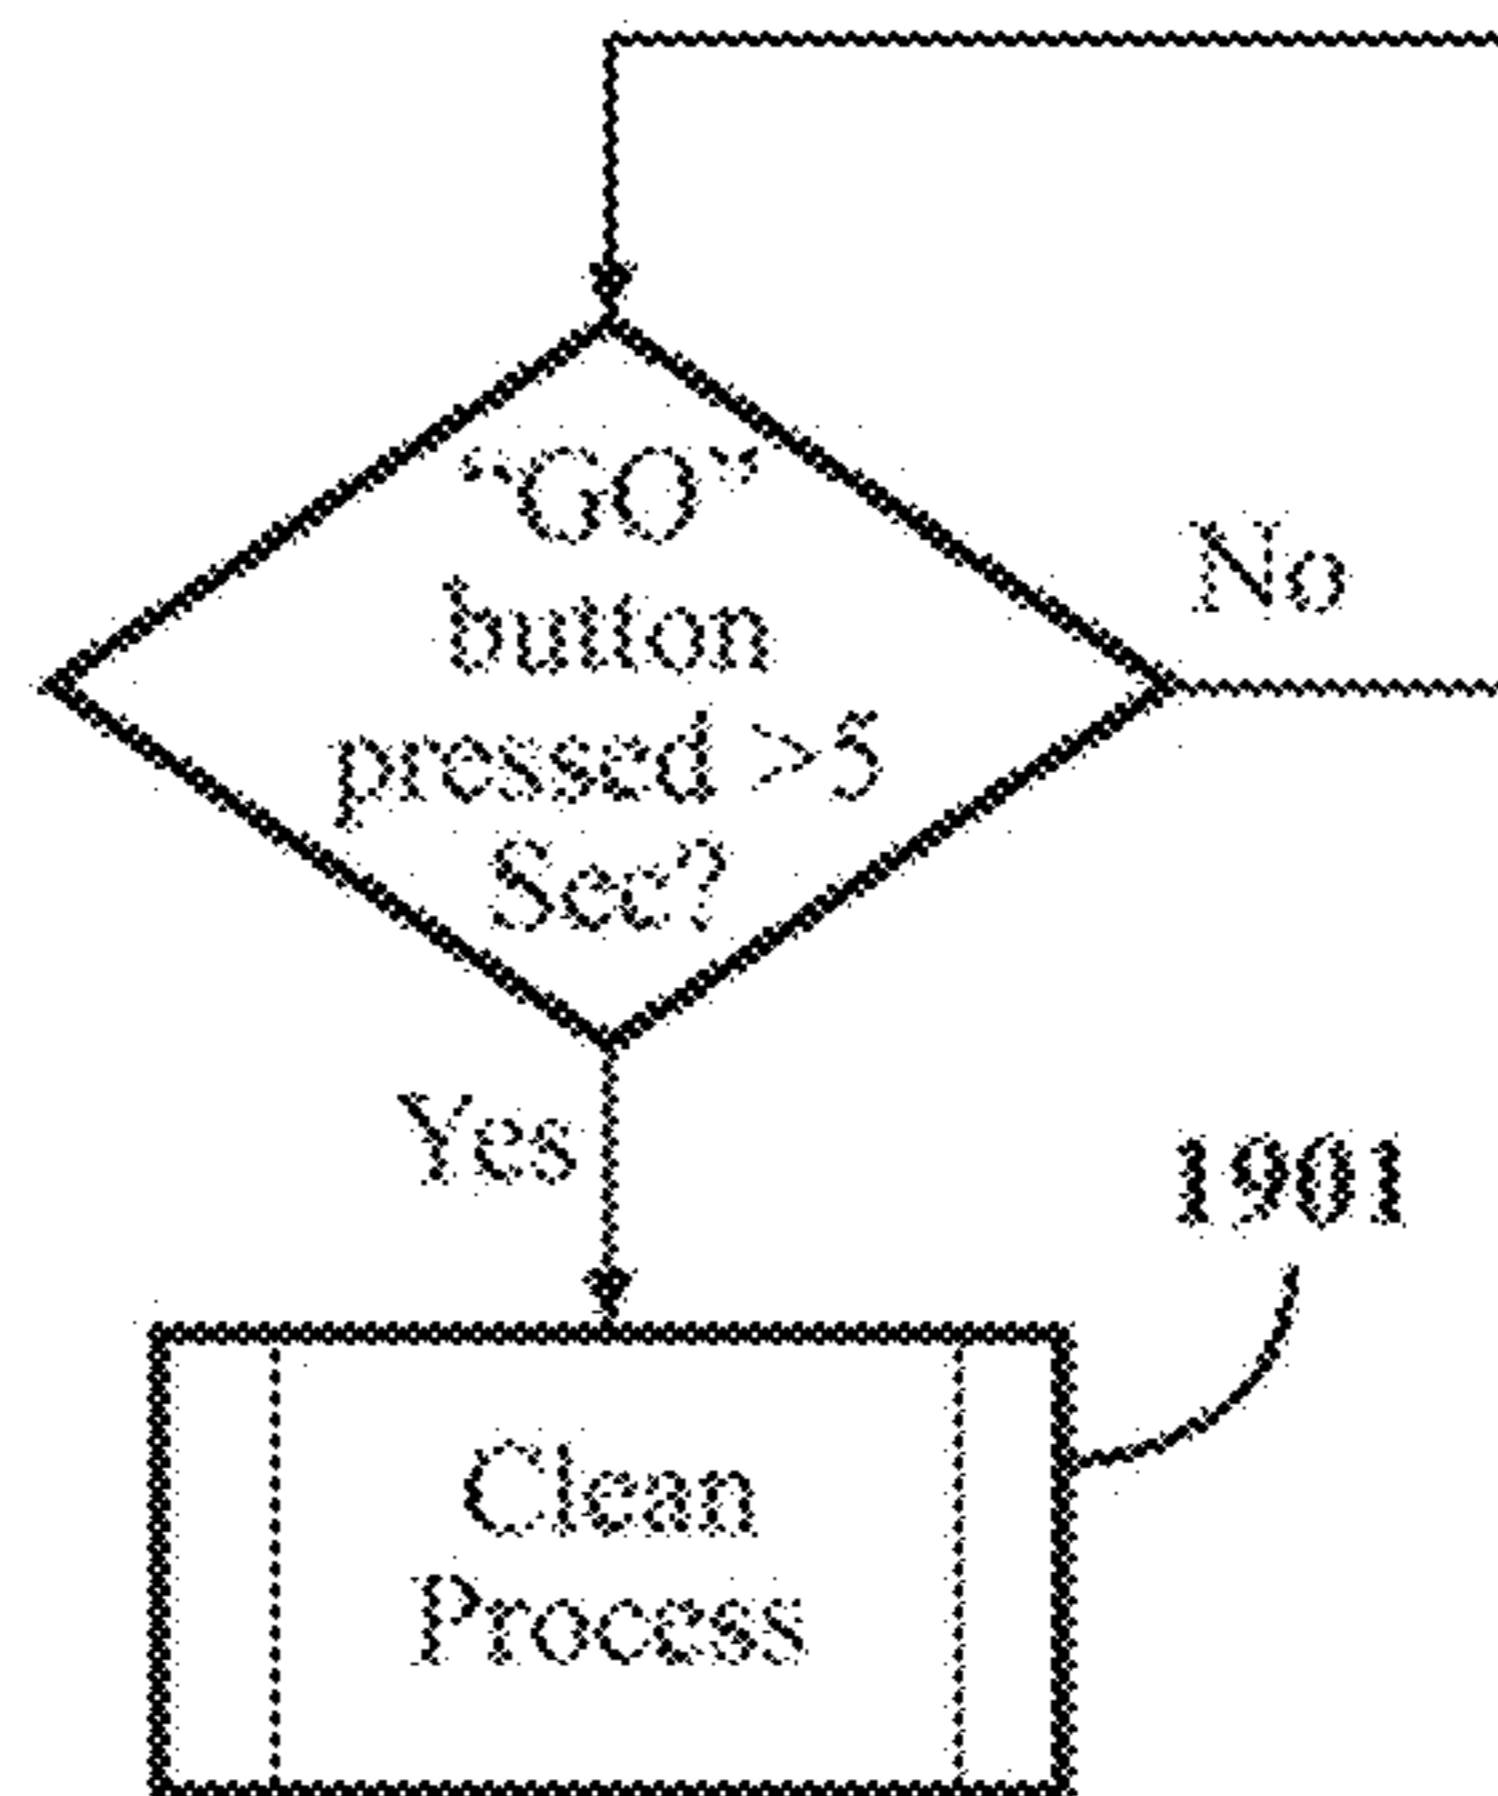 “GO”
button
pressed >5
Sec?
No
Yes
1901
Clean
Process